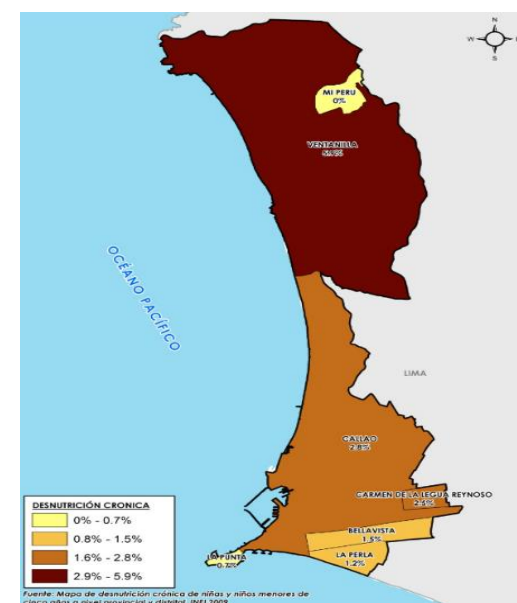 N
W
S
MI PERU
0%
VENTANILLA
5.9%
OCÉANO PACÍFICO
LIMA
CALLAO
2.8%
CARMEN DE LA LEGUA REYNOSO
BELLAVISTA
1.5%
LA PERLA
1.2%
LA PUNTA
0.7%
DESNUTRICIÓN CRONICA
0% - 0.7%
0.8% - 1.5%
1.6% - 2.8%
2.9% - 5.9%
Fuente: Mapa de desnutrición crónica de niñas y niños menores de
cinco años a nivel provincial y distrital, INEI 2009